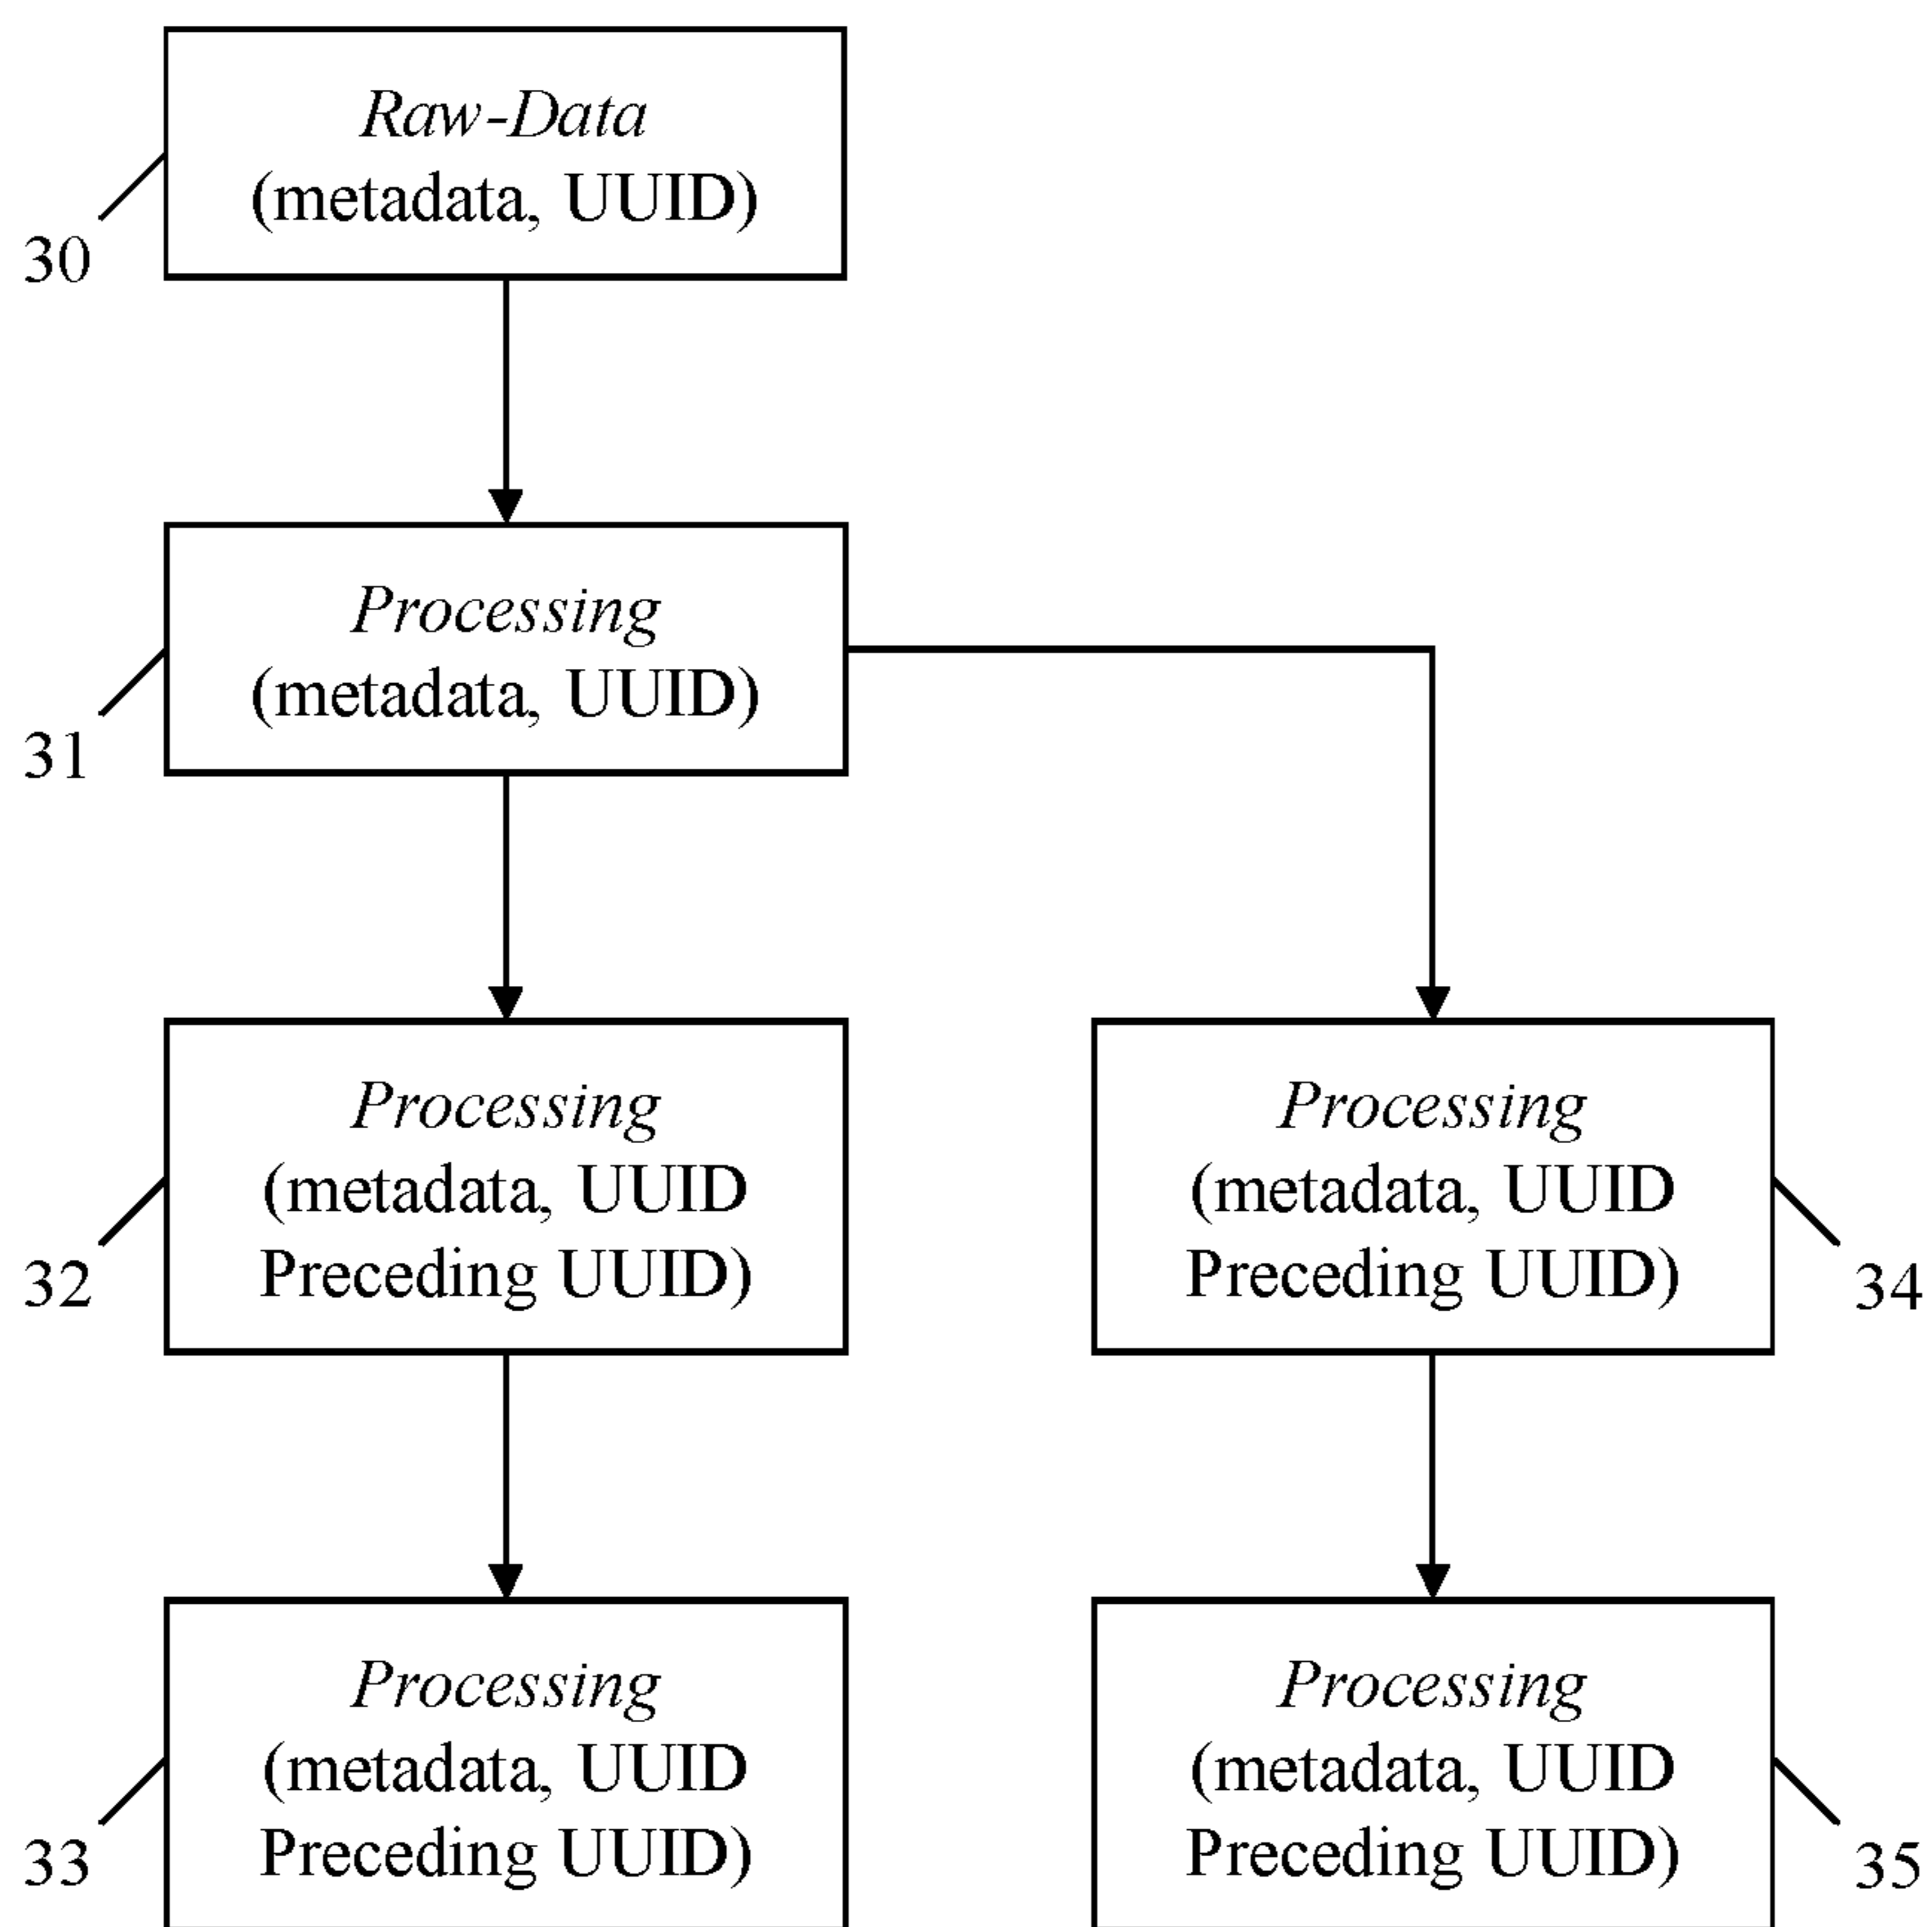 Raw-Data
(metadata, UUID)
30
Processing
(metadata, UUID)
31
Processing
(metadata, UUID
Preceding UUID)
32
Processing
(metadata, UUID
Preceding UUID)
34
Processing
(metadata, UUID
Preceding UUID)
33
Processing
(metadata, UUID
Preceding UUID)
35